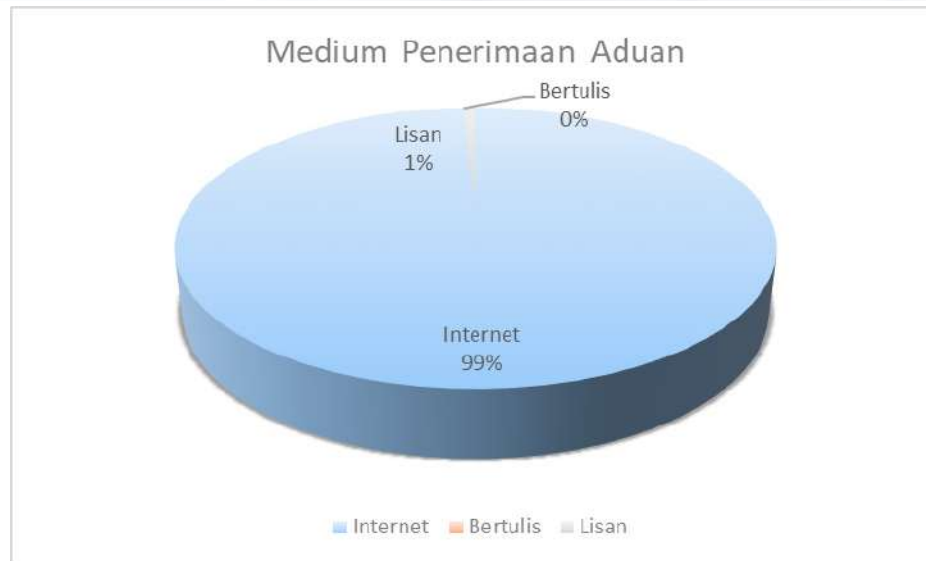 Medium Penerimaan Aduan
Bertulis
0%
Lisan
1%
Internet
99%
Internet Bertulis Lisan